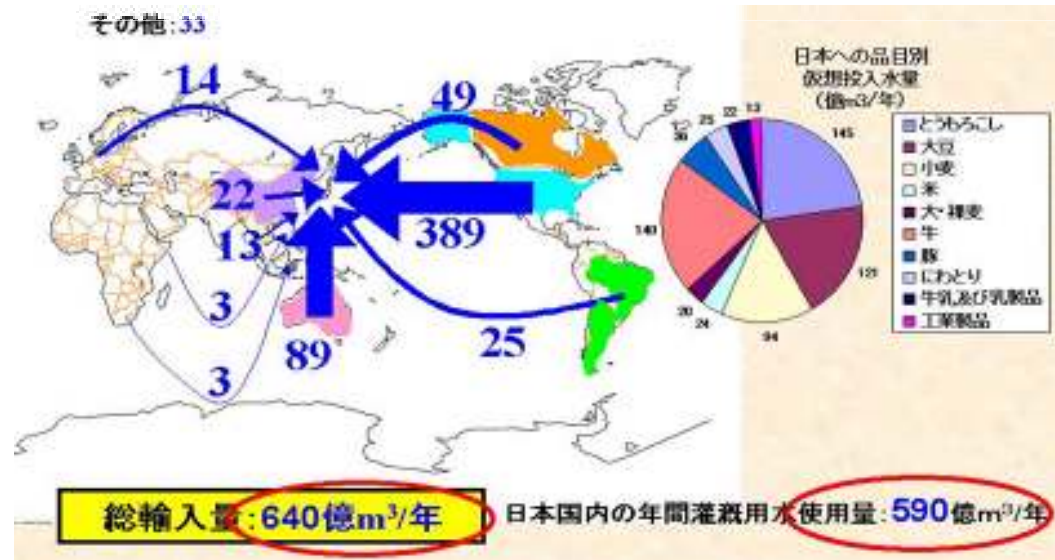 その他:33
14
49
22
13
389
3
89
25
3
日本への品目別
仮想投入水量
(億m3/年)
13
22
25
36
145
140
121
20
24
94
とうもろこし
大豆
小麦
米
大・裸麦
牛
豚
にわとり
牛乳及び乳製品
工業製品
総輸入量:640億m³/年
日本国内の年間灌漑用水使用量:590億m³/年